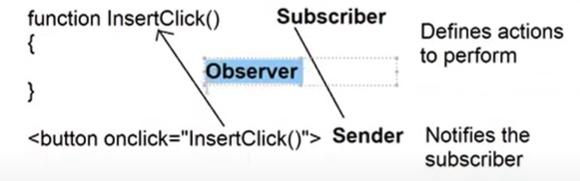 function InsertClick() Subscriber Defines actions
{ to perform
Observer
}
<button onclick="InsertClick()"> Sender Notifies the
subscriber